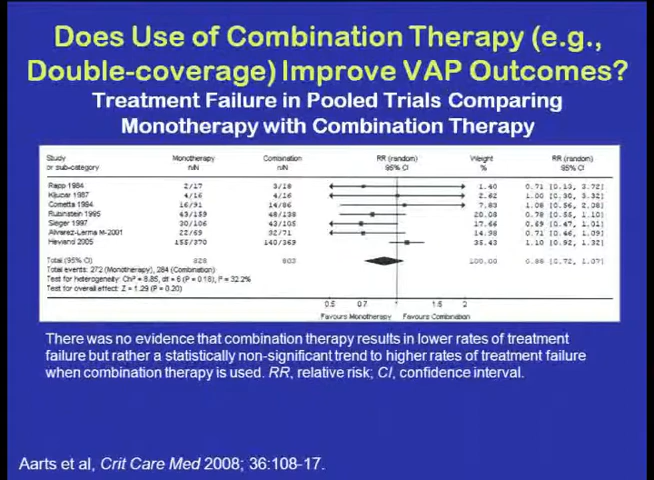 Does Use of Combination Therapy (e.g.,
Double-coverage) Improve VAP Outcomes?
Treatment Failure in Pooled Trials Comparing
Monotherapy with Combination Therapy
Study Monotherapy Combination RR (random) Weight RR (random)
or sub-category n/N n/N 95% CI % 95% CI
Rapp 1984 2/17 3/18 1.40 0.71 [0.13, 3.72]
1987 4/16 4/16 2.62 1.00 [0.30, 3.32]
Cometta 1994 16/91 14/86 7.83 1.08 [0.56, 2.08]
Rubinstein 1995 43/159 48/138 20.08 0.78 [0.55, 1.10]
Sieger 1997 30/106 43/105 17.66 0.69 [0.47, 1.01]
Alvarez-Lerma M-2001 22/69 32/71 14.98 0.71 [0.46, 1.09]
2005 155/370 140/369 35.43 1.10 [0.92, 1.32]
Total (95% CI) 828 803 100.00 0.88 [0.72, 1.07]
Total events: 272 (Monotherapy), 284 (Combination)
Test for heterogeneity: Chi² = 8.85, df = 6 (P = 0.18), I² = 32.2%
Test for overall effect: Z = 1.29 (P = 0.20)
0.5 0.7 1 1.5 2
Favours Monotherapy Favours Combination
There was no evidence that combination therapy results in lower rates of treatment
failure but rather a statistically non-significant trend to higher rates of treatment failure
when combination therapy is used. RR, relative risk; CI, confidence interval.
Aarts et al, Crit Care Med 2008; 36:108-17.